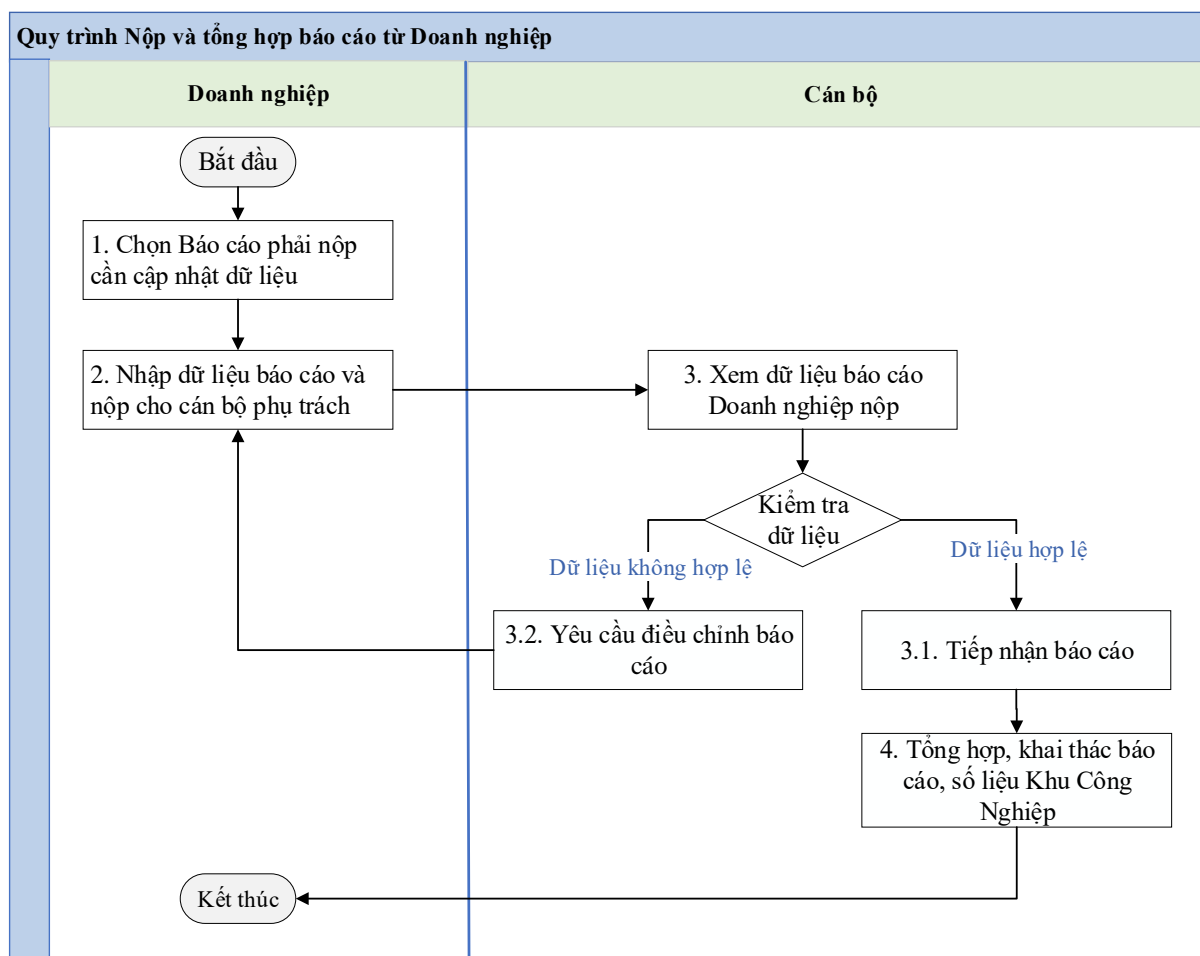 Quy trình Nộp và tổng hợp báo cáo từ Doanh nghiệp
Doanh nghiệp
Cán bộ
Bắt đầu
1. Chọn Báo cáo phải nộp
cần cập nhật dữ liệu
2. Nhập dữ liệu báo cáo và
nộp cho cán bộ phụ trách
3. Xem dữ liệu báo cáo
Doanh nghiệp nộp
Kiểm tra
dữ liệu
Dữ liệu không hợp lệ
Dữ liệu hợp lệ
3.2. Yêu cầu điều chỉnh báo
cáo
3.1. Tiếp nhận báo cáo
4. Tổng hợp, khai thác báo
cáo, số liệu Khu Công
Nghiệp
Kết thúc